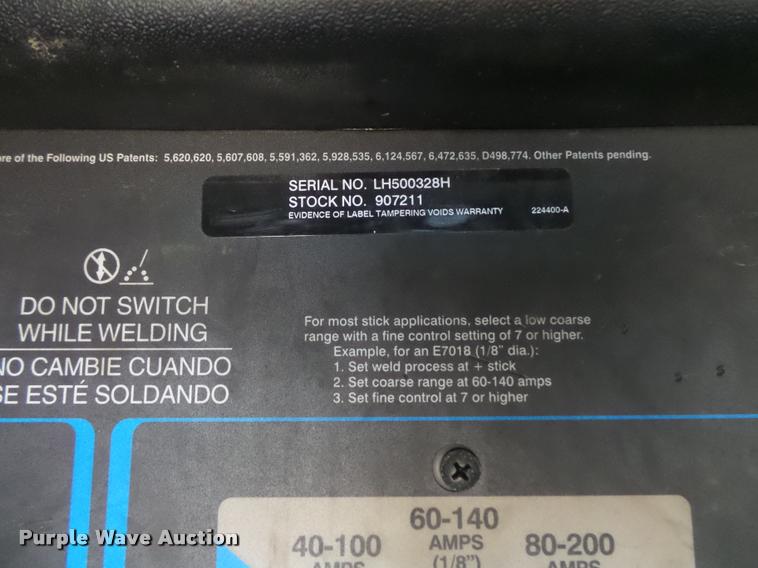 re of the Following US Patents: 5,620,620, 5,607,608, 5,591,362, 5,928,535, 6,124,567, 6,472,635, D498,774. Other Patents pending.
SERIAL NO. LH500328H
STOCK NO. 907211
EVIDENCE OF LABEL TAMPERING VOIDS WARRANTY 224400-A
DO NOT SWITCH
WHILE WELDING
NO CAMBIE CUANDO
SE ESTÉ SOLDANDO
For most stick applications, select a low coarse
range with a fine control setting of 7 or higher.
Example, for an E7018 (1/8" dia.):
1. Set weld process at + stick
2. Set coarse range at 60-140 amps
3. Set fine control at 7 or higher
60-140
AMPS
(1/8")
40-100
AMPS
80-200
AMPS
Purple Wave Auction